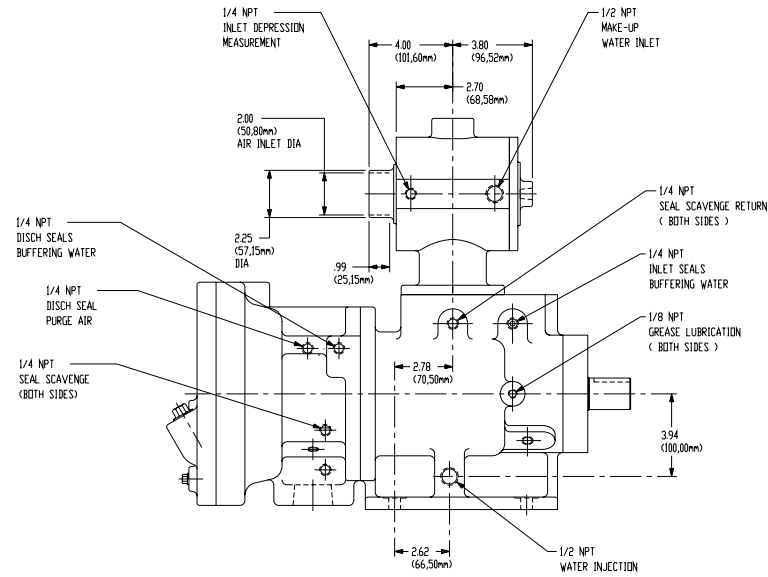 1/4 NPT
INLET DEPRESSION
MEASUREMENT
4.00
(101,60mm)
3.80
(96,52mm)
1/2 NPT
MAKE-UP
WATER INLET
2.70
(68,58mm)
2.00
(50,80mm)
AIR INLET DIA
1/4 NPT
SEAL SCAVENGE RETURN
( BOTH SIDES )
1/4 NPT
DISCH SEALS
BUFFERING WATER
2.25
(57,15mm)
DIA
.99
(25,15mm)
1/4 NPT
INLET SEALS
BUFFERING WATER
1/4 NPT
DISCH SEAL
PURGE AIR
1/8 NPT
GREASE LUBRICATION
( BOTH SIDES )
1/4 NPT
SEAL SCAVENGE
(BOTH SIDES)
2.78
(70,50mm)
3.94
(100,00mm)
2.62
(66,50mm)
1/2 NPT
WATER INJECTION